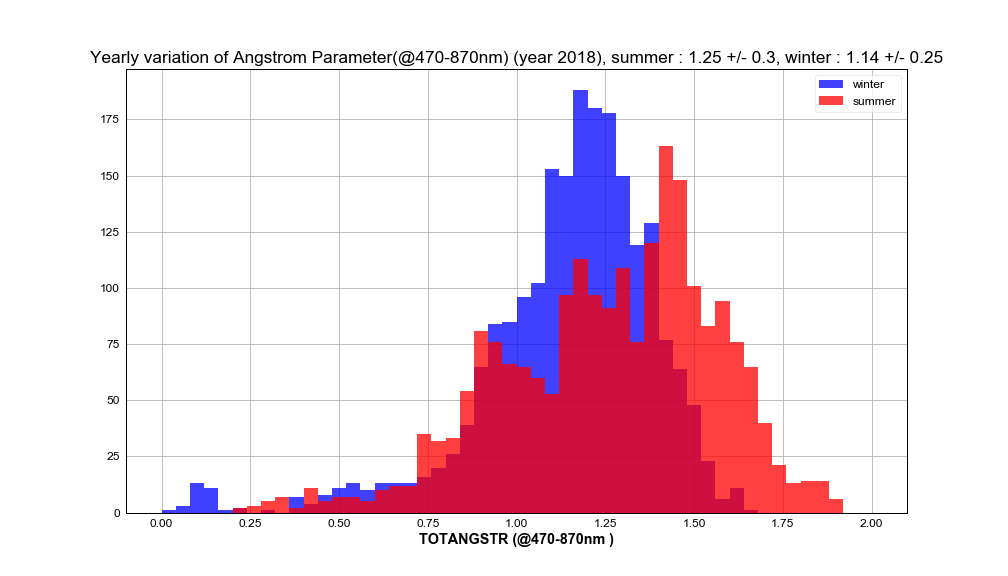 Yearly variation of Angstrom Parameter(@470-870nm) (year 2018), summer : 1.25 +/- 0.3, winter : 1.14 +/- 0.25
winter
summer
175
150
125
100
75
50
25
0
0.00 0.25 0.50 0.75 1.00 1.25 1.50 1.75 2.00
TOTANGSTR (@470-870nm )